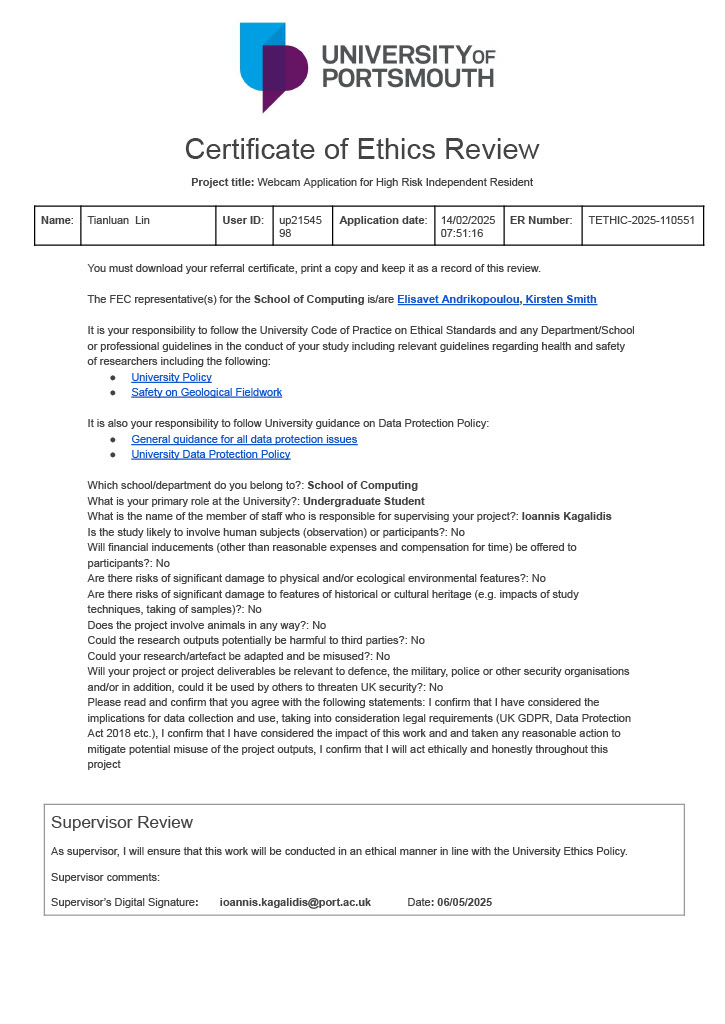 UNIVERSITY OF
PORTSMOUTH
Certificate of Ethics Review
Project title: Webcam Application for High Risk Independent Resident
Name: Tianluan Lin User ID: up21545 Application date: 14/02/2025 ER Number: TETHIC-2025-110551
98 07:51:16
You must download your referral certificate, print a copy and keep it as a record of this review.
The FEC representative(s) for the School of Computing is/are Elisavet Andrikopoulou, Kirsten Smith
It is your responsibility to follow the University Code of Practice on Ethical Standards and any Department/School
or professional guidelines in the conduct of your study including relevant guidelines regarding health and safety
of researchers including the following:
● University Policy
● Safety on Geological Fieldwork
It is also your responsibility to follow University guidance on Data Protection Policy:
● General guidance for all data protection issues
● University Data Protection Policy
Which school/department do you belong to?: School of Computing
What is your primary role at the University?: Undergraduate Student
What is the name of the member of staff who is responsible for supervising your project?: Ioannis Kagalidis
Is the study likely to involve human subjects (observation) or participants?: No
Will financial inducements (other than reasonable expenses and compensation for time) be offered to
participants?: No
Are there risks of significant damage to physical and/or ecological environmental features?: No
Are there risks of significant damage to features of historical or cultural heritage (e.g. impacts of study
techniques, taking of samples)?: No
Does the project involve animals in any way?: No
Could the research outputs potentially be harmful to third parties?: No
Could your research/artefact be adapted and be misused?: No
Will your project or project deliverables be relevant to defence, the military, police or other security organisations
and/or in addition, could it be used by others to threaten UK security?: No
Please read and confirm that you agree with the following statements: I confirm that I have considered the
implications for data collection and use, taking into consideration legal requirements (UK GDPR, Data Protection
Act 2018 etc.), I confirm that I have considered the impact of this work and and taken any reasonable action to
mitigate potential misuse of the project outputs, I confirm that I will act ethically and honestly throughout this
project
Supervisor Review
As supervisor, I will ensure that this work will be conducted in an ethical manner in line with the University Ethics Policy.
Supervisor comments:
Supervisor's Digital Signature: ioannis.kagalidis@port.ac.uk Date: 06/05/2025